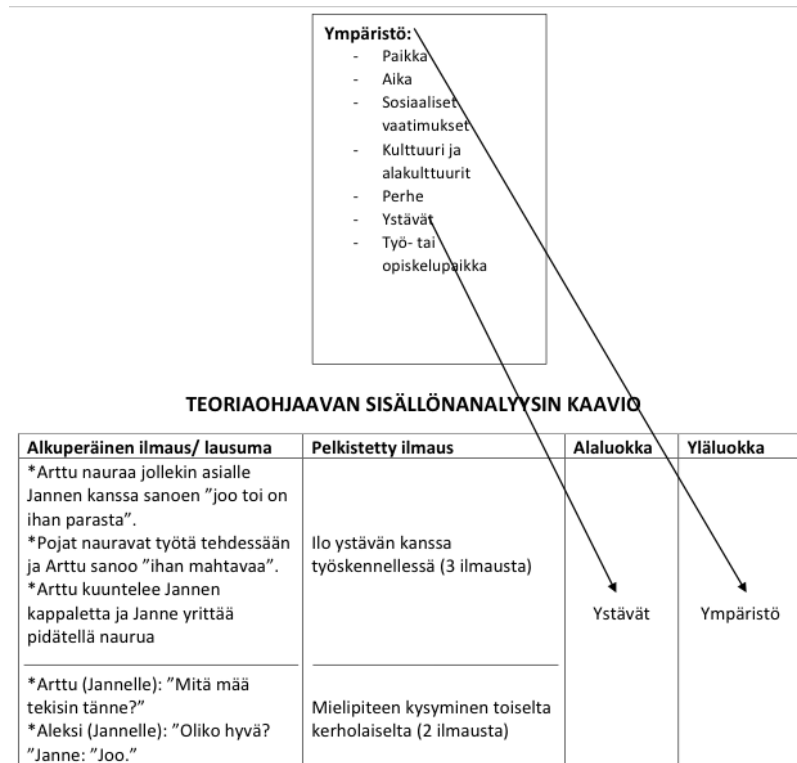 Ympäristö:
- Paikka
- Aika
- Sosiaaliset
vaatimukset
- Kulttuuri ja
alakulttuurit
- Perhe
- Ystävät
- Työ- tai
opiskelupaikka
TEORIAOHJAAVAN SISÄLLÖNANALYYSIN KAAVIO
Alkuperäinen ilmaus/ lausuma
Pelkistetty ilmaus
Alaluokka
Yläluokka
*Arttu nauraa jollekin asialle
Jannen kanssa sanoen ”joo toi on
ihan parasta”.
*Pojat nauravat työtä tehdessään
ja Arttu sanoo ”ihan mahtavaa”.
*Arttu kuuntelee Jannen
kappaletta ja Janne yrittää
pidätellä naurua
Ilo ystävän kanssa
työskennellessä (3 ilmausta)
Ystävät
Ympäristö
*Arttu (Jannelle): ”Mitä mää
tekisin tänne?”
*Aleksi (Jannelle): ”Oliko hyvä?
”Janne: ”Joo.”
Mielipiteen kysyminen toiselta
kerholaiselta (2 ilmausta)